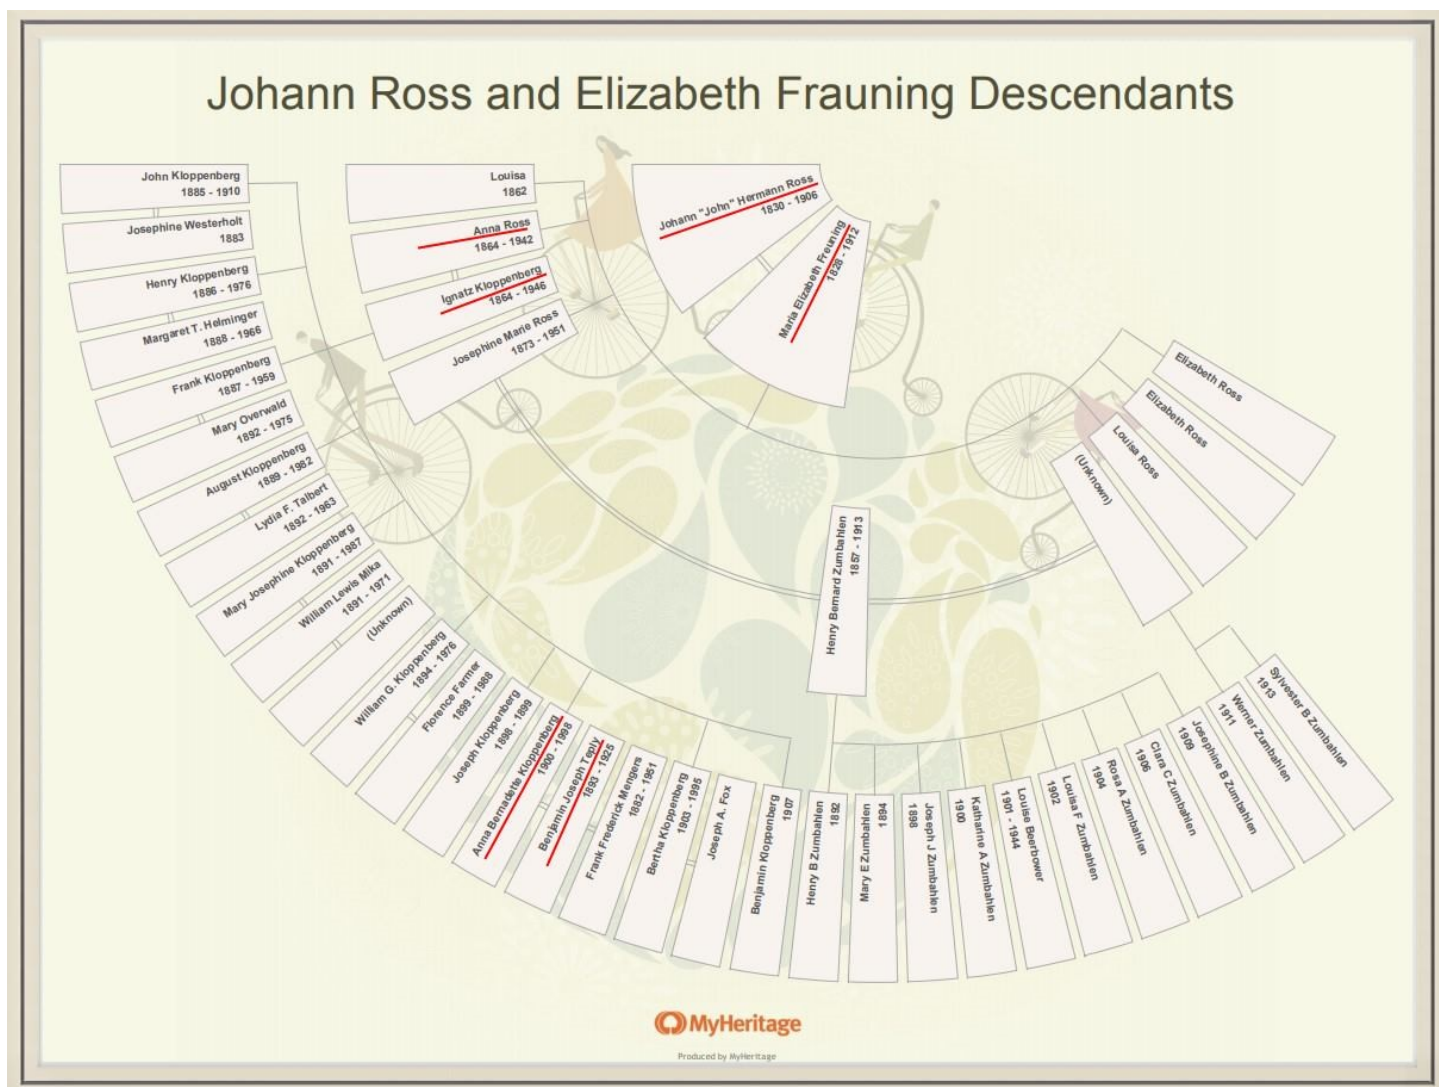 Johann Ross and Elizabeth Frauning Descendants
Johann "John" Hermann Ross
1830 - 1906
Maria Elizabeth Freuning
1828 - 1912
Louisa
1862
Anna Ross
1864 - 1942
Ignatz Kloppenberg
1864 - 1946
Josephine Marie Ross
1873 - 1951
Henry Bernard Zumbahlen
1857 - 1913
(Unknown)
Louisa Ross
Elizabeth Ross
Elizabeth Ross
John Kloppenberg
1885 - 1910
Josephine Westerholt
1883
Henry Kloppenberg
1886 - 1976
Margaret T. Helminger
1888 - 1966
Frank Kloppenberg
1887 - 1959
Mary Overwald
1892 - 1975
August Kloppenberg
1889 - 1982
Lydia F. Talbert
1892 - 1963
Mary Josephine Kloppenberg
1891 - 1987
William Lewis Mika
1891 - 1971
(Unknown)
William G. Kloppenberg
1894 - 1976
Florence Farmer
1899 - 1988
Joseph Kloppenberg
1898 - 1899
Anna Bernadette Kloppenberg
1900 - 1998
Benjamin Joseph Teply
1893 - 1925
Frank Frederick Mengers
1882 - 1951
Bertha Kloppenberg
1903 - 1995
Joseph A. Fox
Benjamin Kloppenberg
1907
Henry B Zumbahlen
1892
Mary E Zumbahlen
1894
Joseph J Zumbahlen
1898
Katharine A Zumbahlen
1900
Louise Beerbower
1901 - 1944
Louisa F Zumbahlen
1902
Rosa A Zumbahlen
1904
Clara C Zumbahlen
1906
Josephine B Zumbahlen
1909
Werner Zumbahlen
1911
Sylvester B Zumbahlen
1913
MyHeritage
Produced by MyHeritage